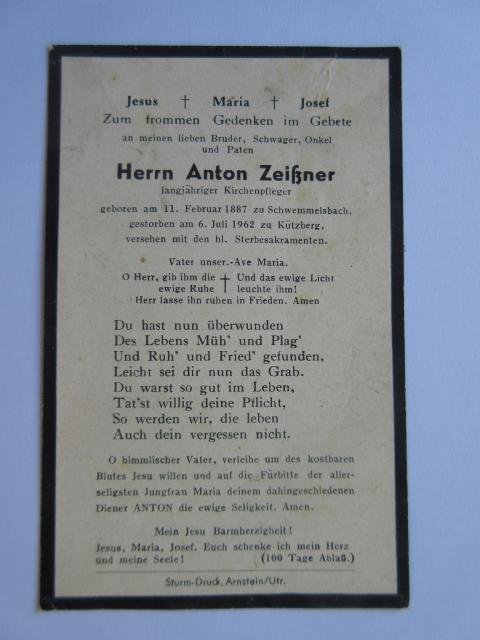 Jesus † Maria † Josef
Zum frommen Gedenken im Gebete
an meinen lieben Bruder, Schwager, Onkel
und Paten
Herrn Anton Zeißner
langjähriger Kirchenpfleger
geboren am 11. Februar 1887 zu Schwemmelsbach,
gestorben am 6. Juli 1962 zu Kützberg,
versehen mit den hl. Sterbesakramenten.
Vater unser.-Ave Maria.
O Herr, gib ihm die † Und das ewige Licht
ewige Ruhe leuchte ihm!
Herr lasse ihn ruhen in Frieden. Amen
Du hast nun überwunden
Des Lebens Müh' und Plag'
Und Ruh' und Fried' gefunden,
Leicht sei dir nun das Grab.
Du warst so gut im Leben,
Tat'st willig deine Pflicht,
So werden wir, die leben
Auch dein vergessen nicht.
O himmlischer Vater, verleihe um des kostbaren
Blutes Jesu willen und auf die Fürbitte der aller-
seligsten Jungfrau Maria deinem dahingeschiedenen
Diener ANTON die ewige Seligkeit. Amen.
Mein Jesu Barmherzigheit!
Jesus, Maria, Josef. Euch schenke ich mein Herz
und meine Seele! (100 Tage Ablaß.)
Sturm-Druck, Arnstein/Ufr.